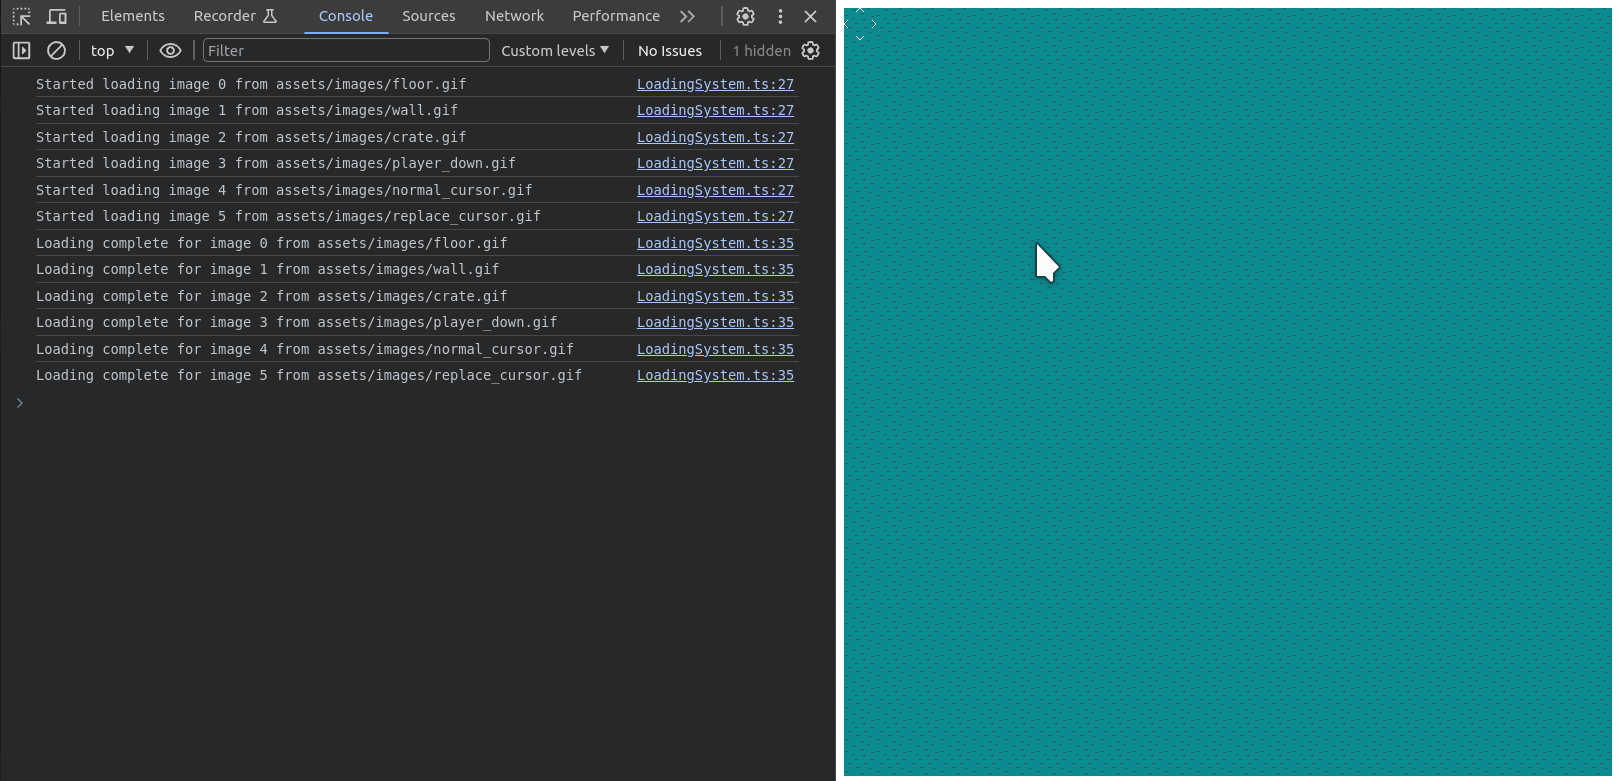 Elements Recorder Console Sources Network Performance
top Filter Custom levels No Issues 1 hidden
Started loading image 0 from assets/images/floor.gif LoadingSystem.ts:27
Started loading image 1 from assets/images/wall.gif LoadingSystem.ts:27
Started loading image 2 from assets/images/crate.gif LoadingSystem.ts:27
Started loading image 3 from assets/images/player_down.gif LoadingSystem.ts:27
Started loading image 4 from assets/images/normal_cursor.gif LoadingSystem.ts:27
Started loading image 5 from assets/images/replace_cursor.gif LoadingSystem.ts:27
Loading complete for image 0 from assets/images/floor.gif LoadingSystem.ts:35
Loading complete for image 1 from assets/images/wall.gif LoadingSystem.ts:35
Loading complete for image 2 from assets/images/crate.gif LoadingSystem.ts:35
Loading complete for image 3 from assets/images/player_down.gif LoadingSystem.ts:35
Loading complete for image 4 from assets/images/normal_cursor.gif LoadingSystem.ts:35
Loading complete for image 5 from assets/images/replace_cursor.gif LoadingSystem.ts:35